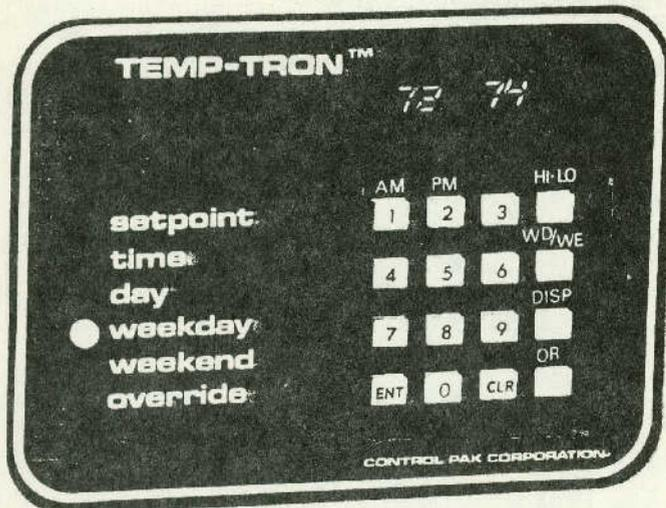 TEMP-TRON™
72 74
setpoint
time
day
weekday
weekend
override
AM PM HI-LO
1 2 3
WD/WE
4 5 6
DISP
7 8 9
OR
ENT 0 CLR
CONTROL PAK CORPORATION